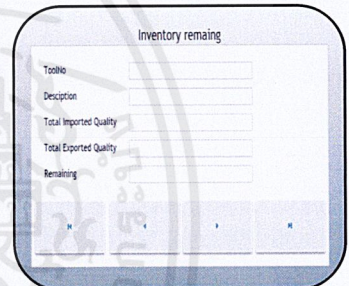 Inventory remaing
ToolNo
Desciption
Total Imported Quality
Total Exported Quality
Remaining